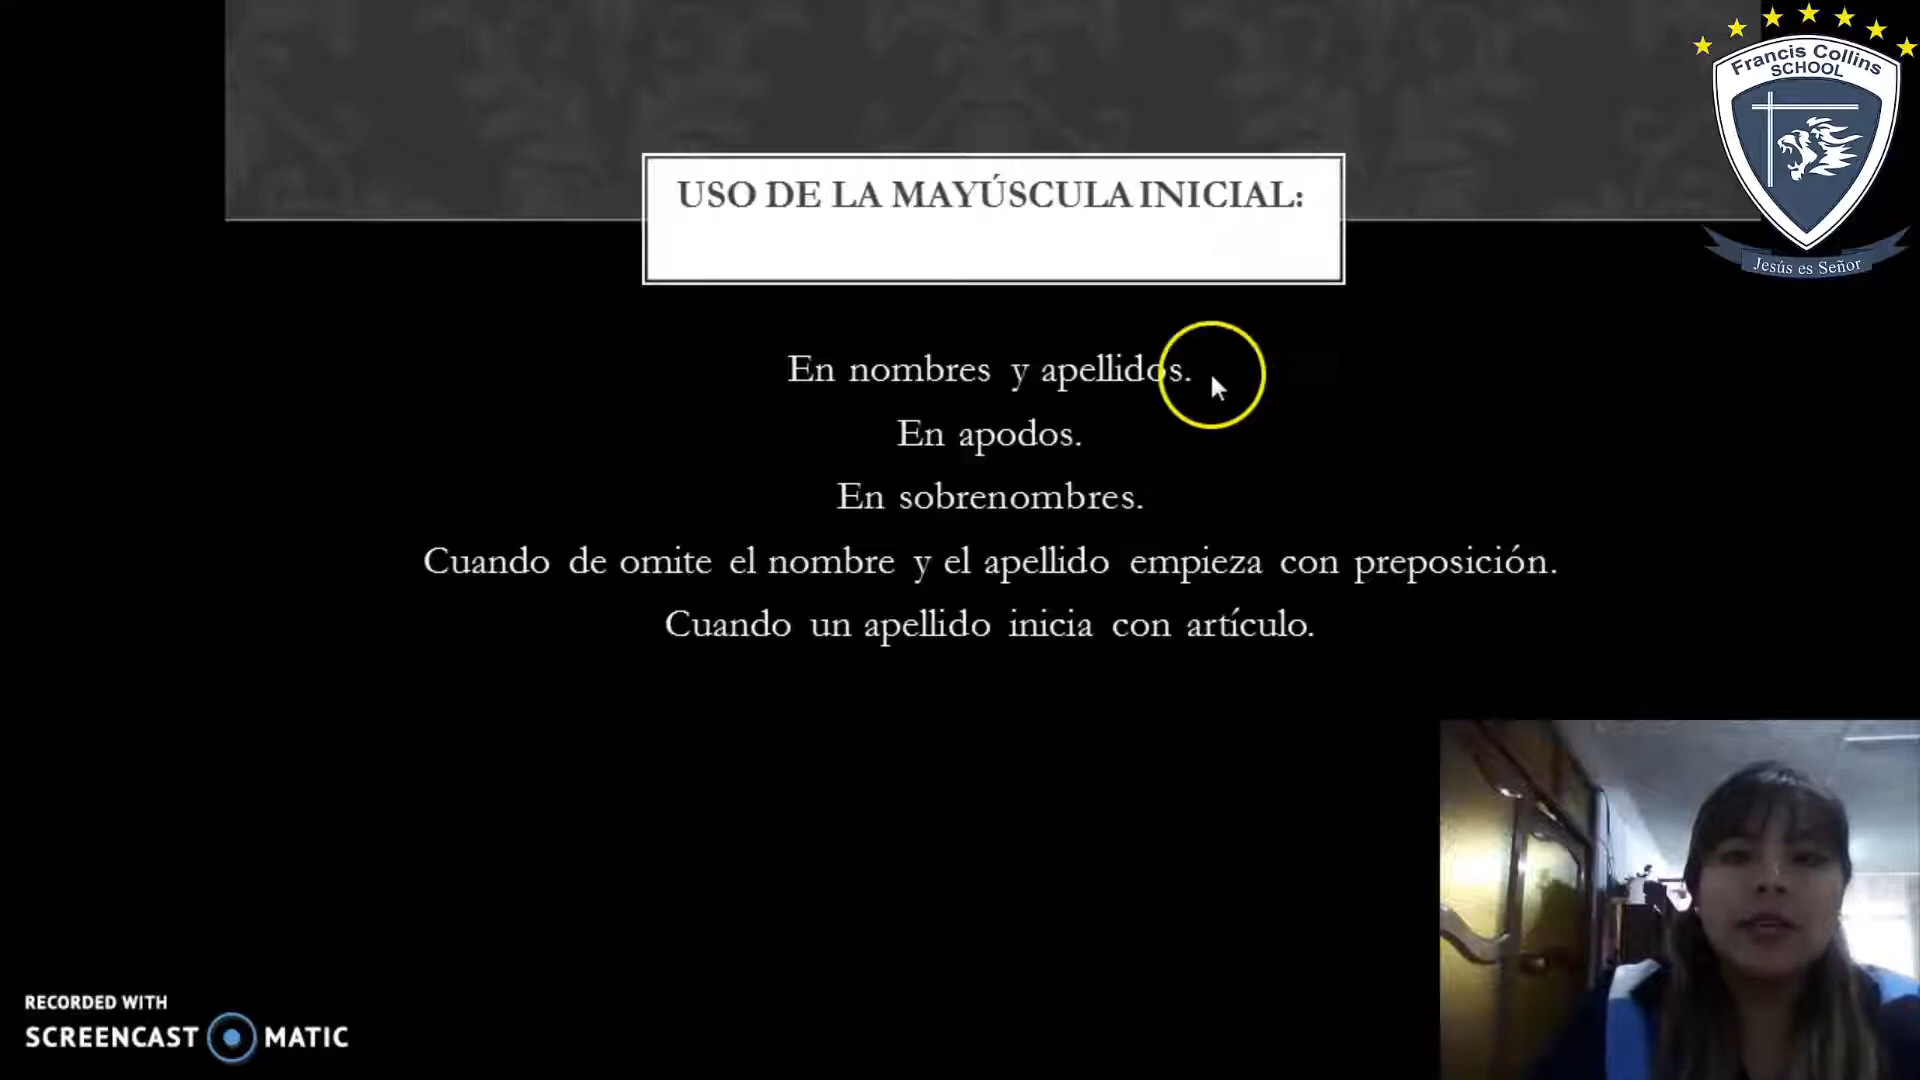 Francis Collins
SCHOOL
Jesús es Señor
USO DE LA MAYÚSCULA INICIAL:
En nombres y apellidos.
En apodos.
En sobrenombres.
Cuando de omite el nombre y el apellido empieza con preposición.
Cuando un apellido inicia con artículo.
RECORDED WITH
SCREENCAST MATIC